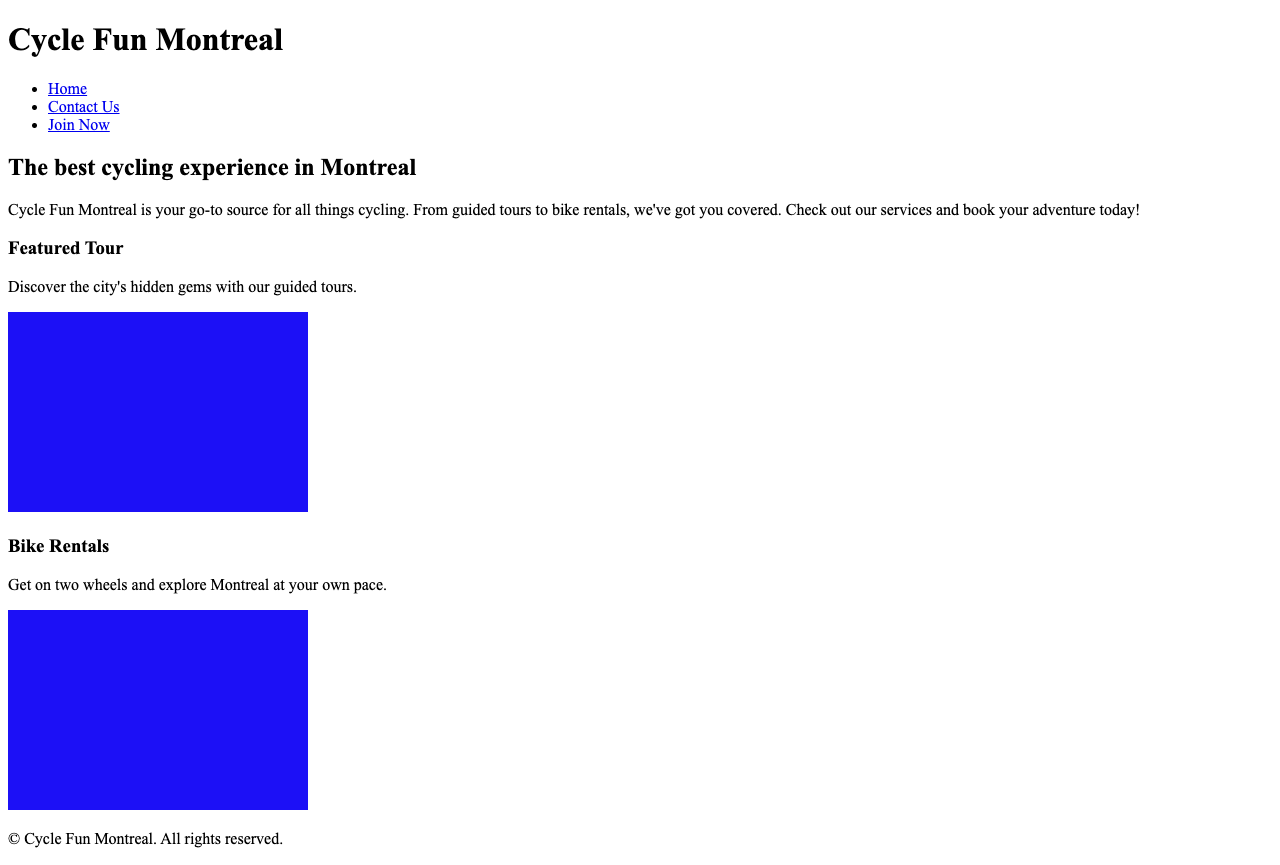 Cycle Fun Montreal
Home
Contact Us
Join Now
The best cycling experience in Montreal
Cycle Fun Montreal is your go-to source for all things cycling. From guided tours to bike rentals, we've got you covered. Check out our services and book your adventure today!
Featured Tour
Discover the city's hidden gems with our guided tours.
Bike Rentals
Get on two wheels and explore Montreal at your own pace.
© Cycle Fun Montreal. All rights reserved.